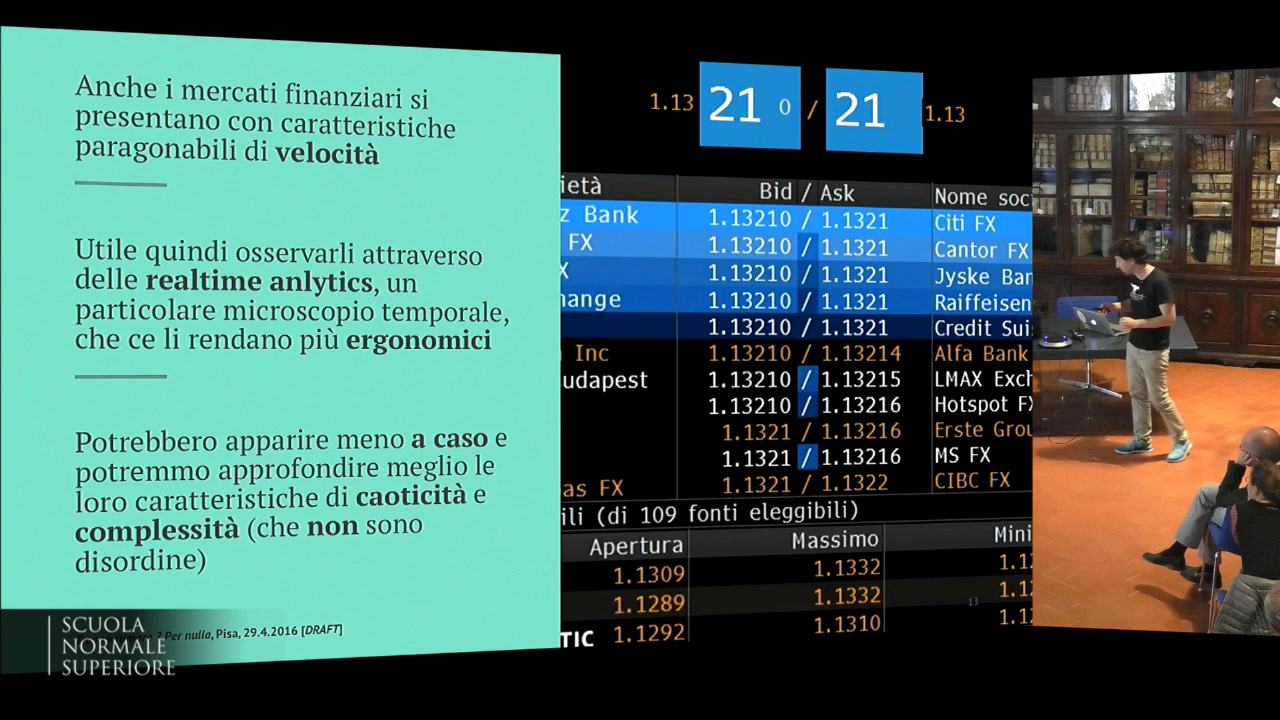 Anche i mercati finanziari si
presentano con caratteristiche
paragonabili di velocità
Utile quindi osservarli attraverso
delle realtime anlytics, un
particolare microscopio temporale,
che ce li rendano più ergonomici
Potrebbero apparire meno a caso e
potremmo approfondire meglio le
loro caratteristiche di caoticità e
complessità (che non sono
disordine)
? Per nulla, Pisa, 29.4.2016 [DRAFT]
SCUOLA
NORMALE
SUPERIORE
1.13 21 0 / 21 1.13
ietà Bid / Ask Nome soc
z Bank 1.13210 / 1.1321 Citi FX
FX 1.13210 / 1.1321 Cantor FX
X 1.13210 / 1.1321 Jyske Ban
hange 1.13210 / 1.1321 Raiffeisen
1.13210 / 1.1321 Credit Sui
Inc 1.13210 / 1.13214 Alfa Bank
udapest 1.13210 / 1.13215 LMAX Exch
1.13210 / 1.13216 Hotspot FX
1.1321 / 1.13216 Erste Grou
1.1321 / 1.13216 MS FX
as FX 1.1321 / 1.1322 CIBC FX
ili (di 109 fonti eleggibili)
Apertura Massimo Mini
1.1309 1.1332 1.12
1.1289 1.1332 13 1.1
TIC 1.1292 1.1310 1.1